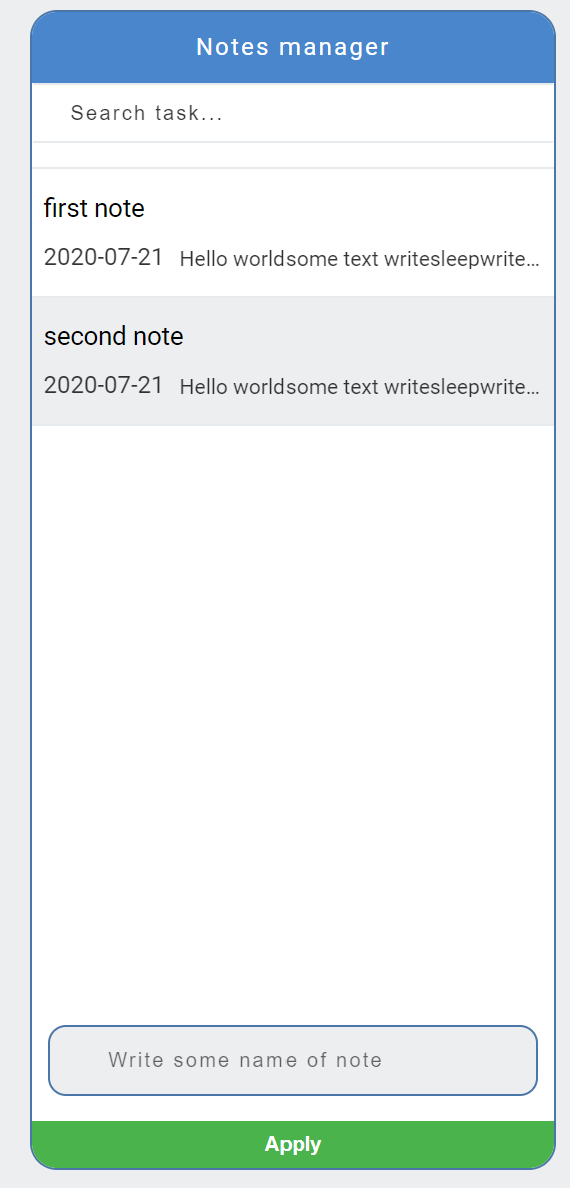 Notes manager
Search task...
first note
2020-07-21 Hello worldsome text writesleepwrite...
second note
2020-07-21 Hello worldsome text writesleepwrite...
Write some name of note
Apply